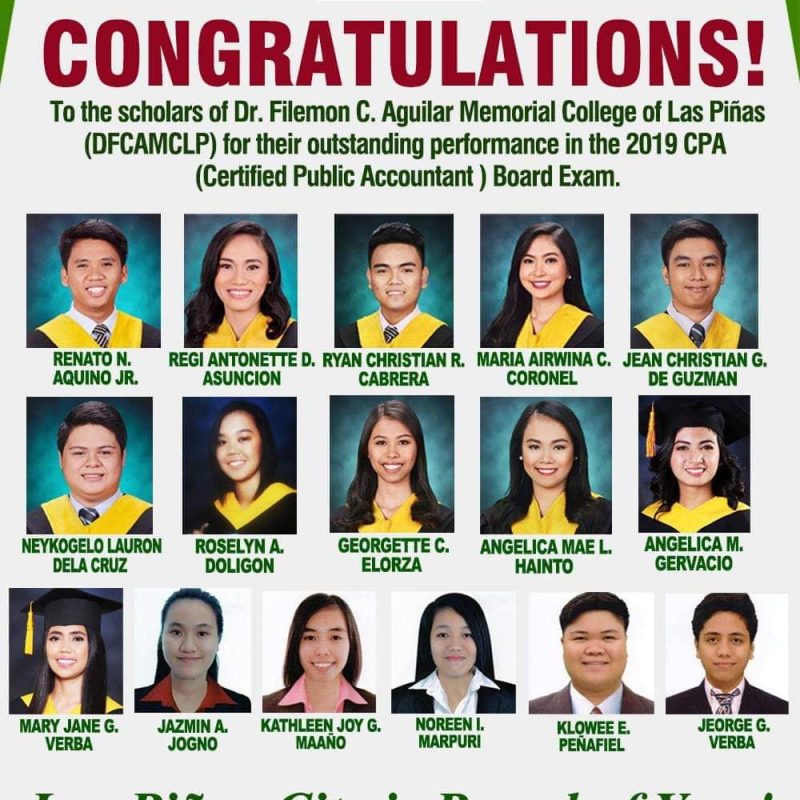 CONGRATULATIONS!
To the scholars of Dr. Filemon C. Aguilar Memorial College of Las Piñas
(DFCAMCLP) for their outstanding performance in the 2019 CPA
(Certified Public Accountant ) Board Exam.
RENATO N.
AQUINO JR.
REGI ANTONETTE D.
ASUNCION
RYAN CHRISTIAN R.
CABRERA
MARIA AIRWINA C.
CORONEL
JEAN CHRISTIAN G.
DE GUZMAN
NEYKOGELO LAURON
DELA CRUZ
ROSELYN A.
DOLIGON
GEORGETTE C.
ELORZA
ANGELICA MAE L.
HAINTO
ANGELICA M.
GERVACIO
MARY JANE G.
VERBA
JAZMIN A.
JOGNO
KATHLEEN JOY G.
MAAÑO
NOREEN I.
MARPURI
KLOWEE E.
PEÑAFIEL
JEORGE G.
VERBA